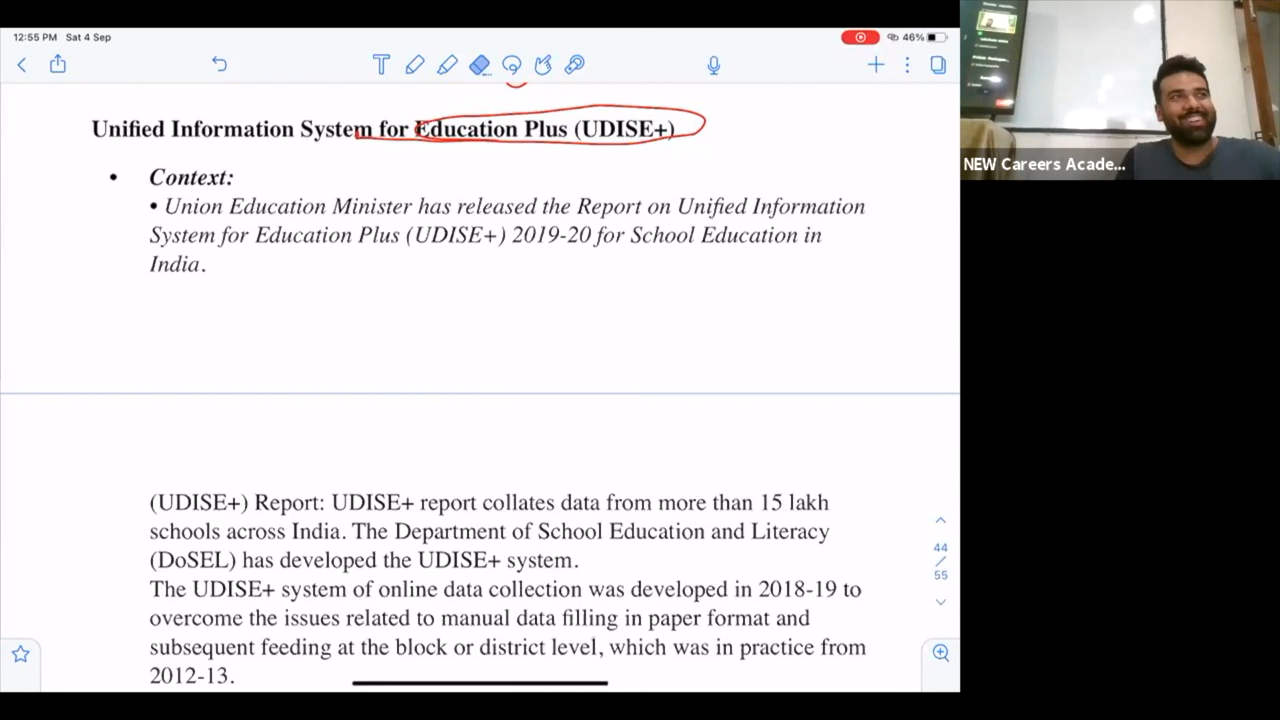 12:55 PM Sat 4 Sep
46%
Unified Information System for Education Plus (UDISE+)
• Context:
• Union Education Minister has released the Report on Unified Information
System for Education Plus (UDISE+) 2019-20 for School Education in
India.
(UDISE+) Report: UDISE+ report collates data from more than 15 lakh
schools across India. The Department of School Education and Literacy
(DoSEL) has developed the UDISE+ system.
The UDISE+ system of online data collection was developed in 2018-19 to
overcome the issues related to manual data filling in paper format and
subsequent feeding at the block or district level, which was in practice from
2012-13.
44
/
55
NEW Careers Acade...